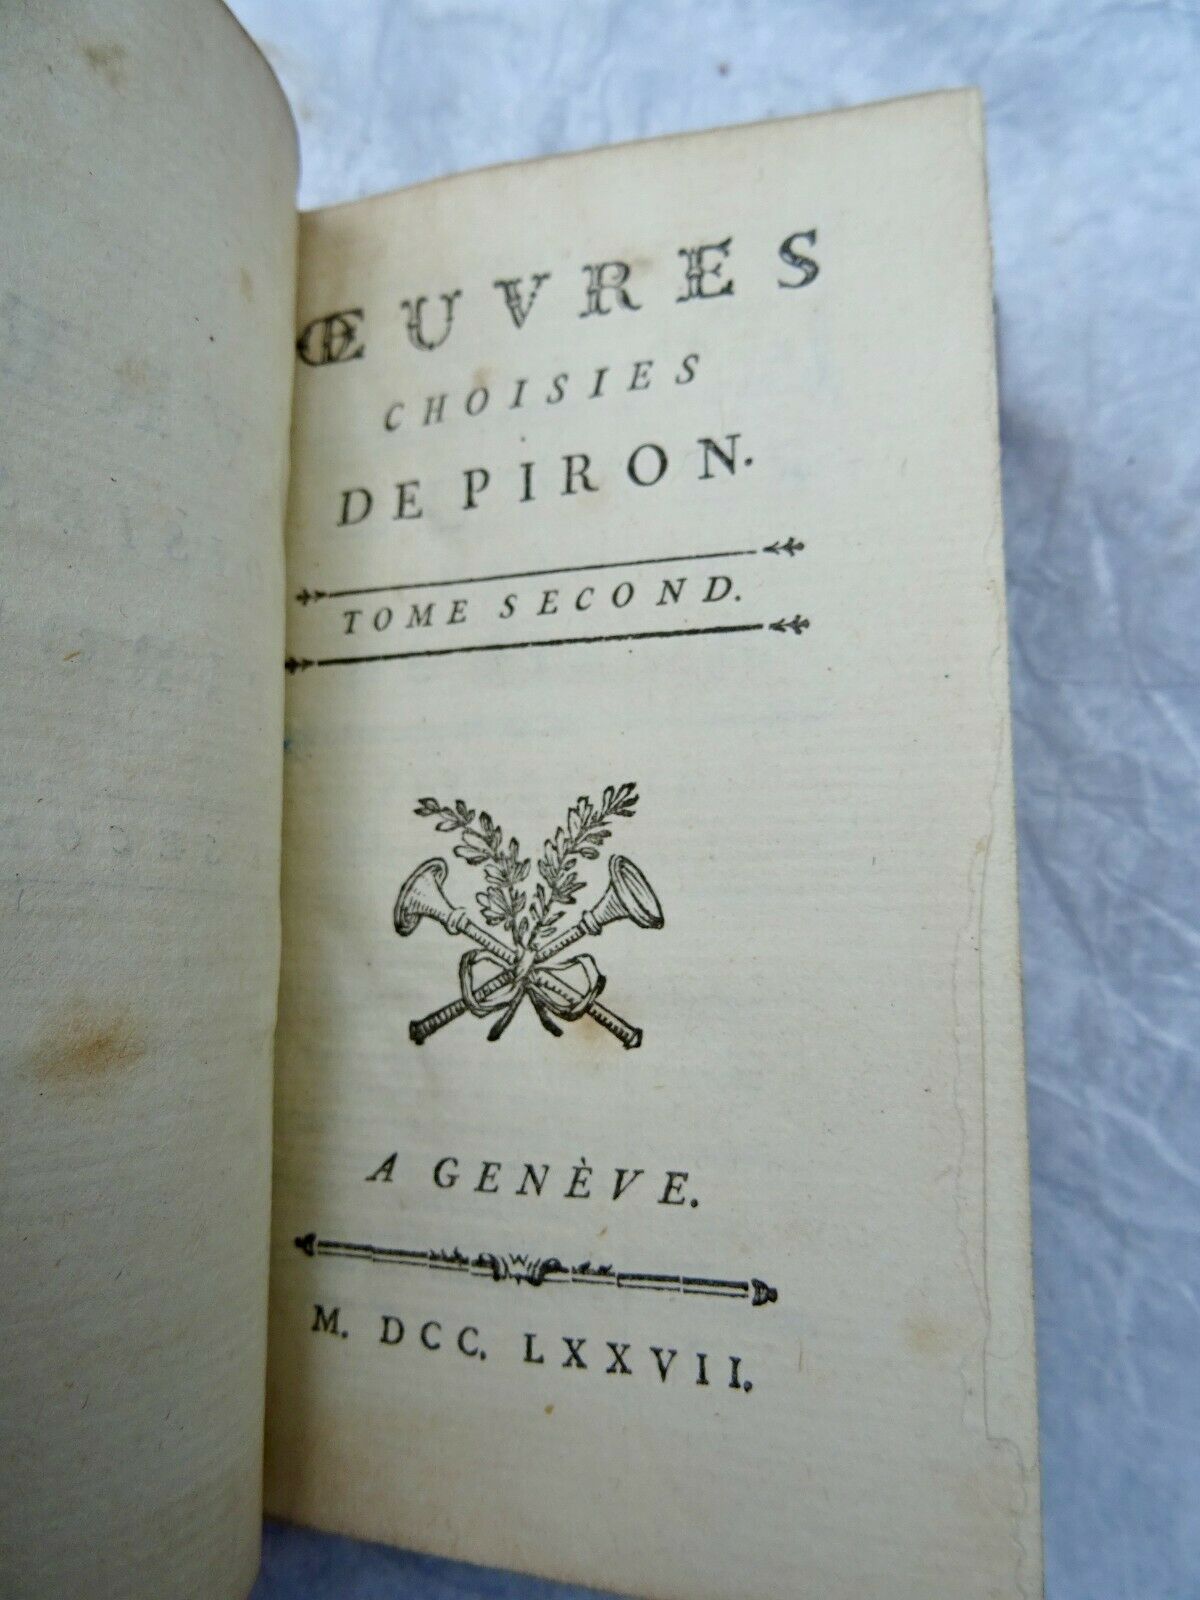 ŒUVRES
CHOISIES
DE PIRON.
TOME SECOND.
A GENÈVE.
M. DCC. LXXVII.